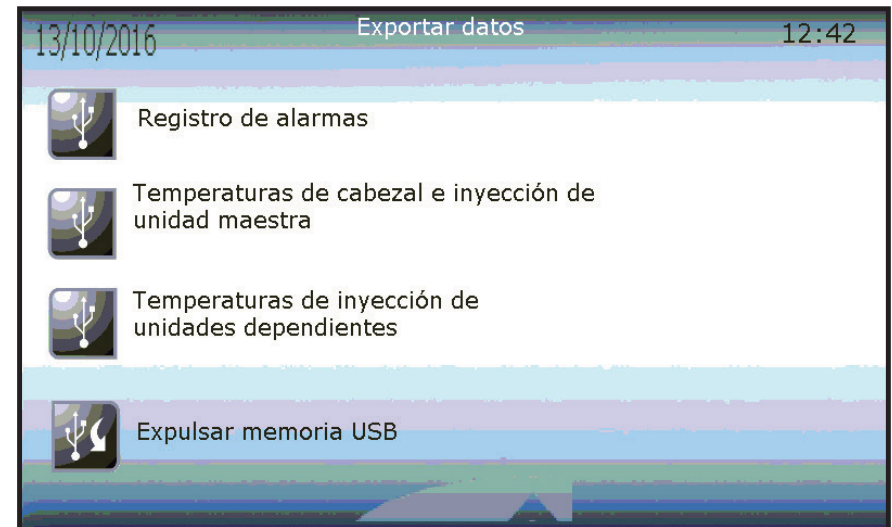 13/10/2016 Exportar datos 12:42
Registro de alarmas
Temperaturas de cabezal e inyección de
unidad maestra
Temperaturas de inyección de
unidades dependientes
Expulsar memoria USB